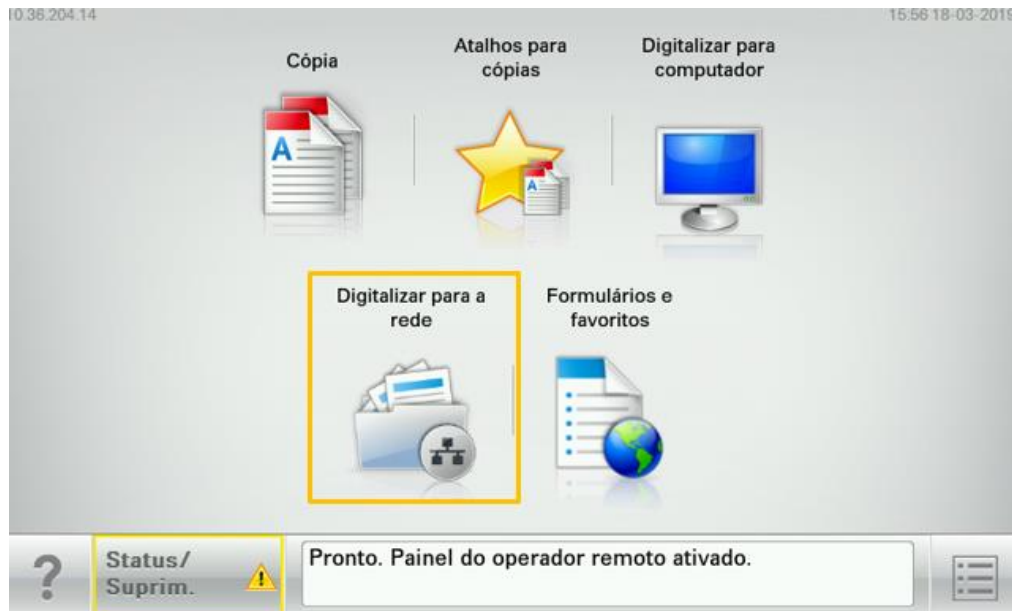 10.36.204.14
15:56 18-03-2019
Cópia
Atalhos para
cópias
Digitalizar para
computador
A
A
Digitalizar para a
rede
Formulários e
favoritos
?
Status/
Suprim.
Pronto. Painel do operador remoto ativado.